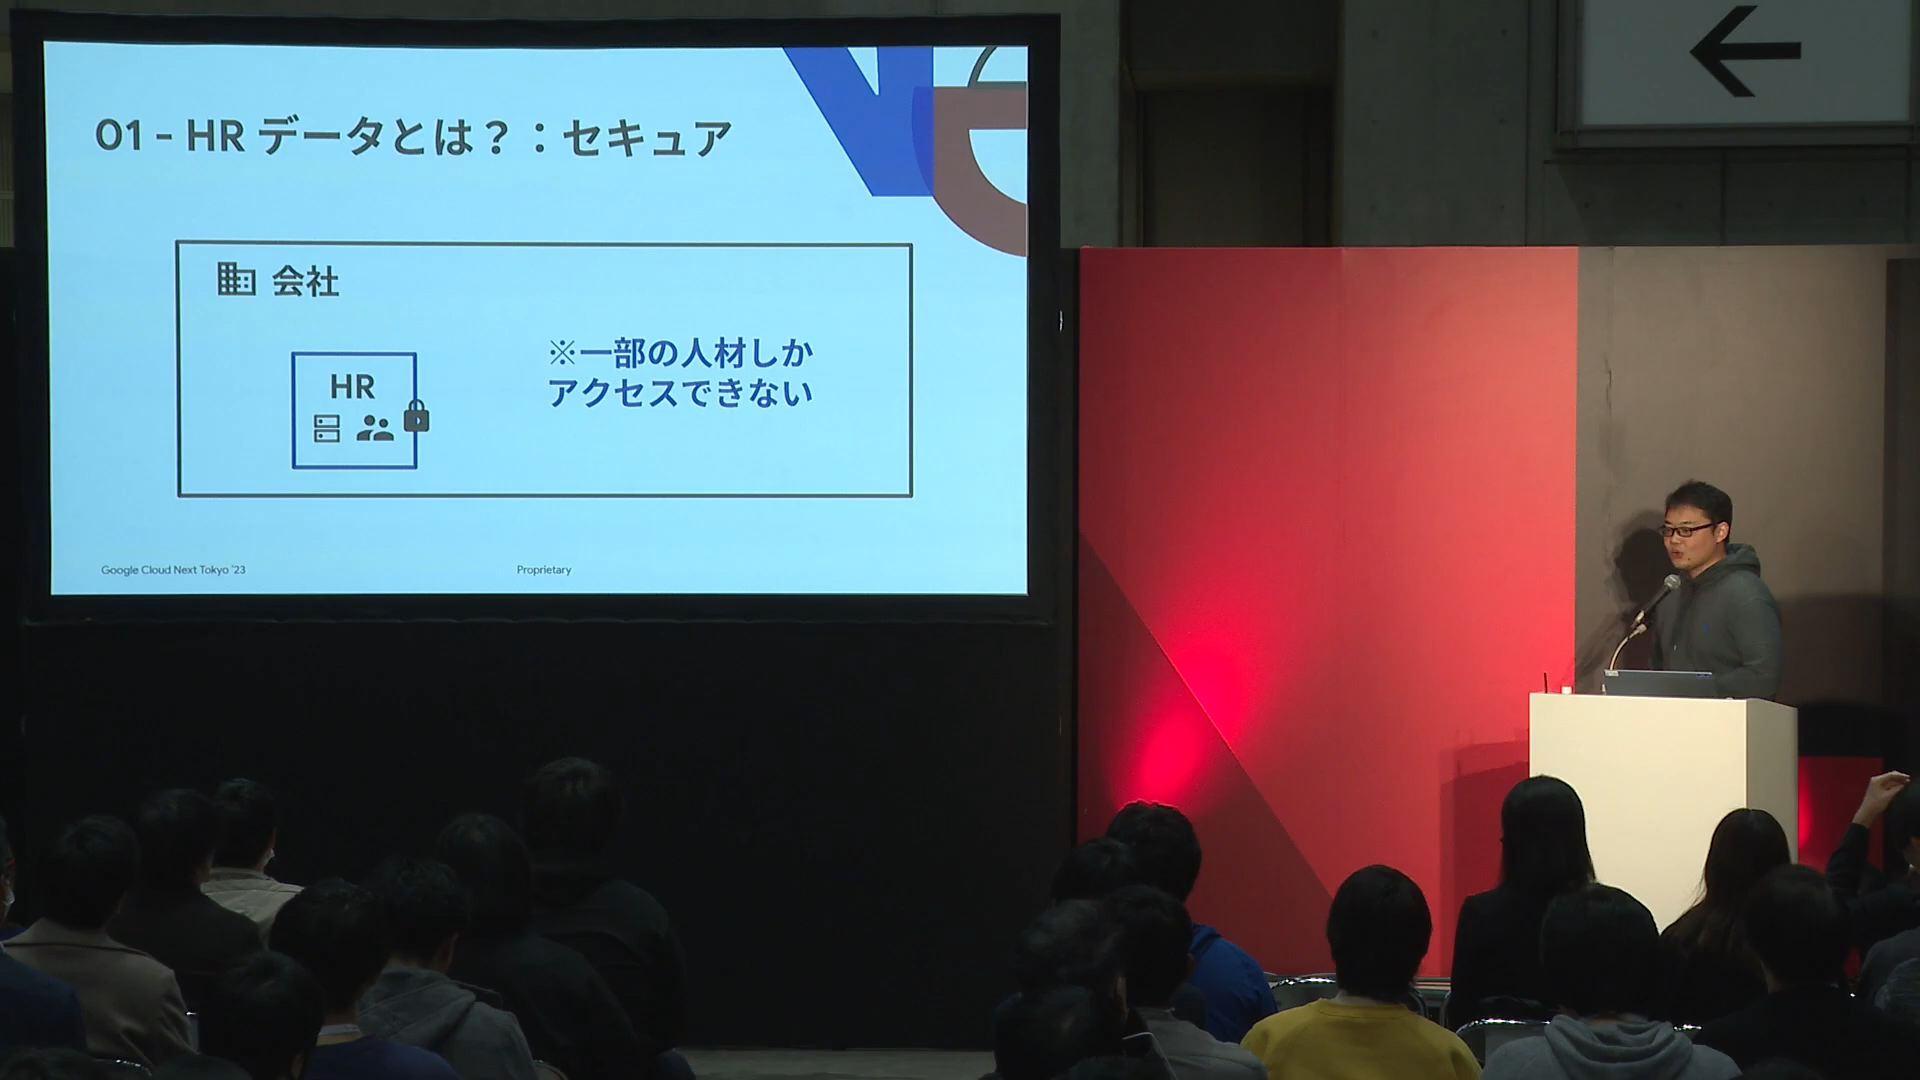 01 - HR データとは？：セキュア
会社
HR
※一部の人材しか
アクセスできない
Google Cloud Next Tokyo '23
Proprietary